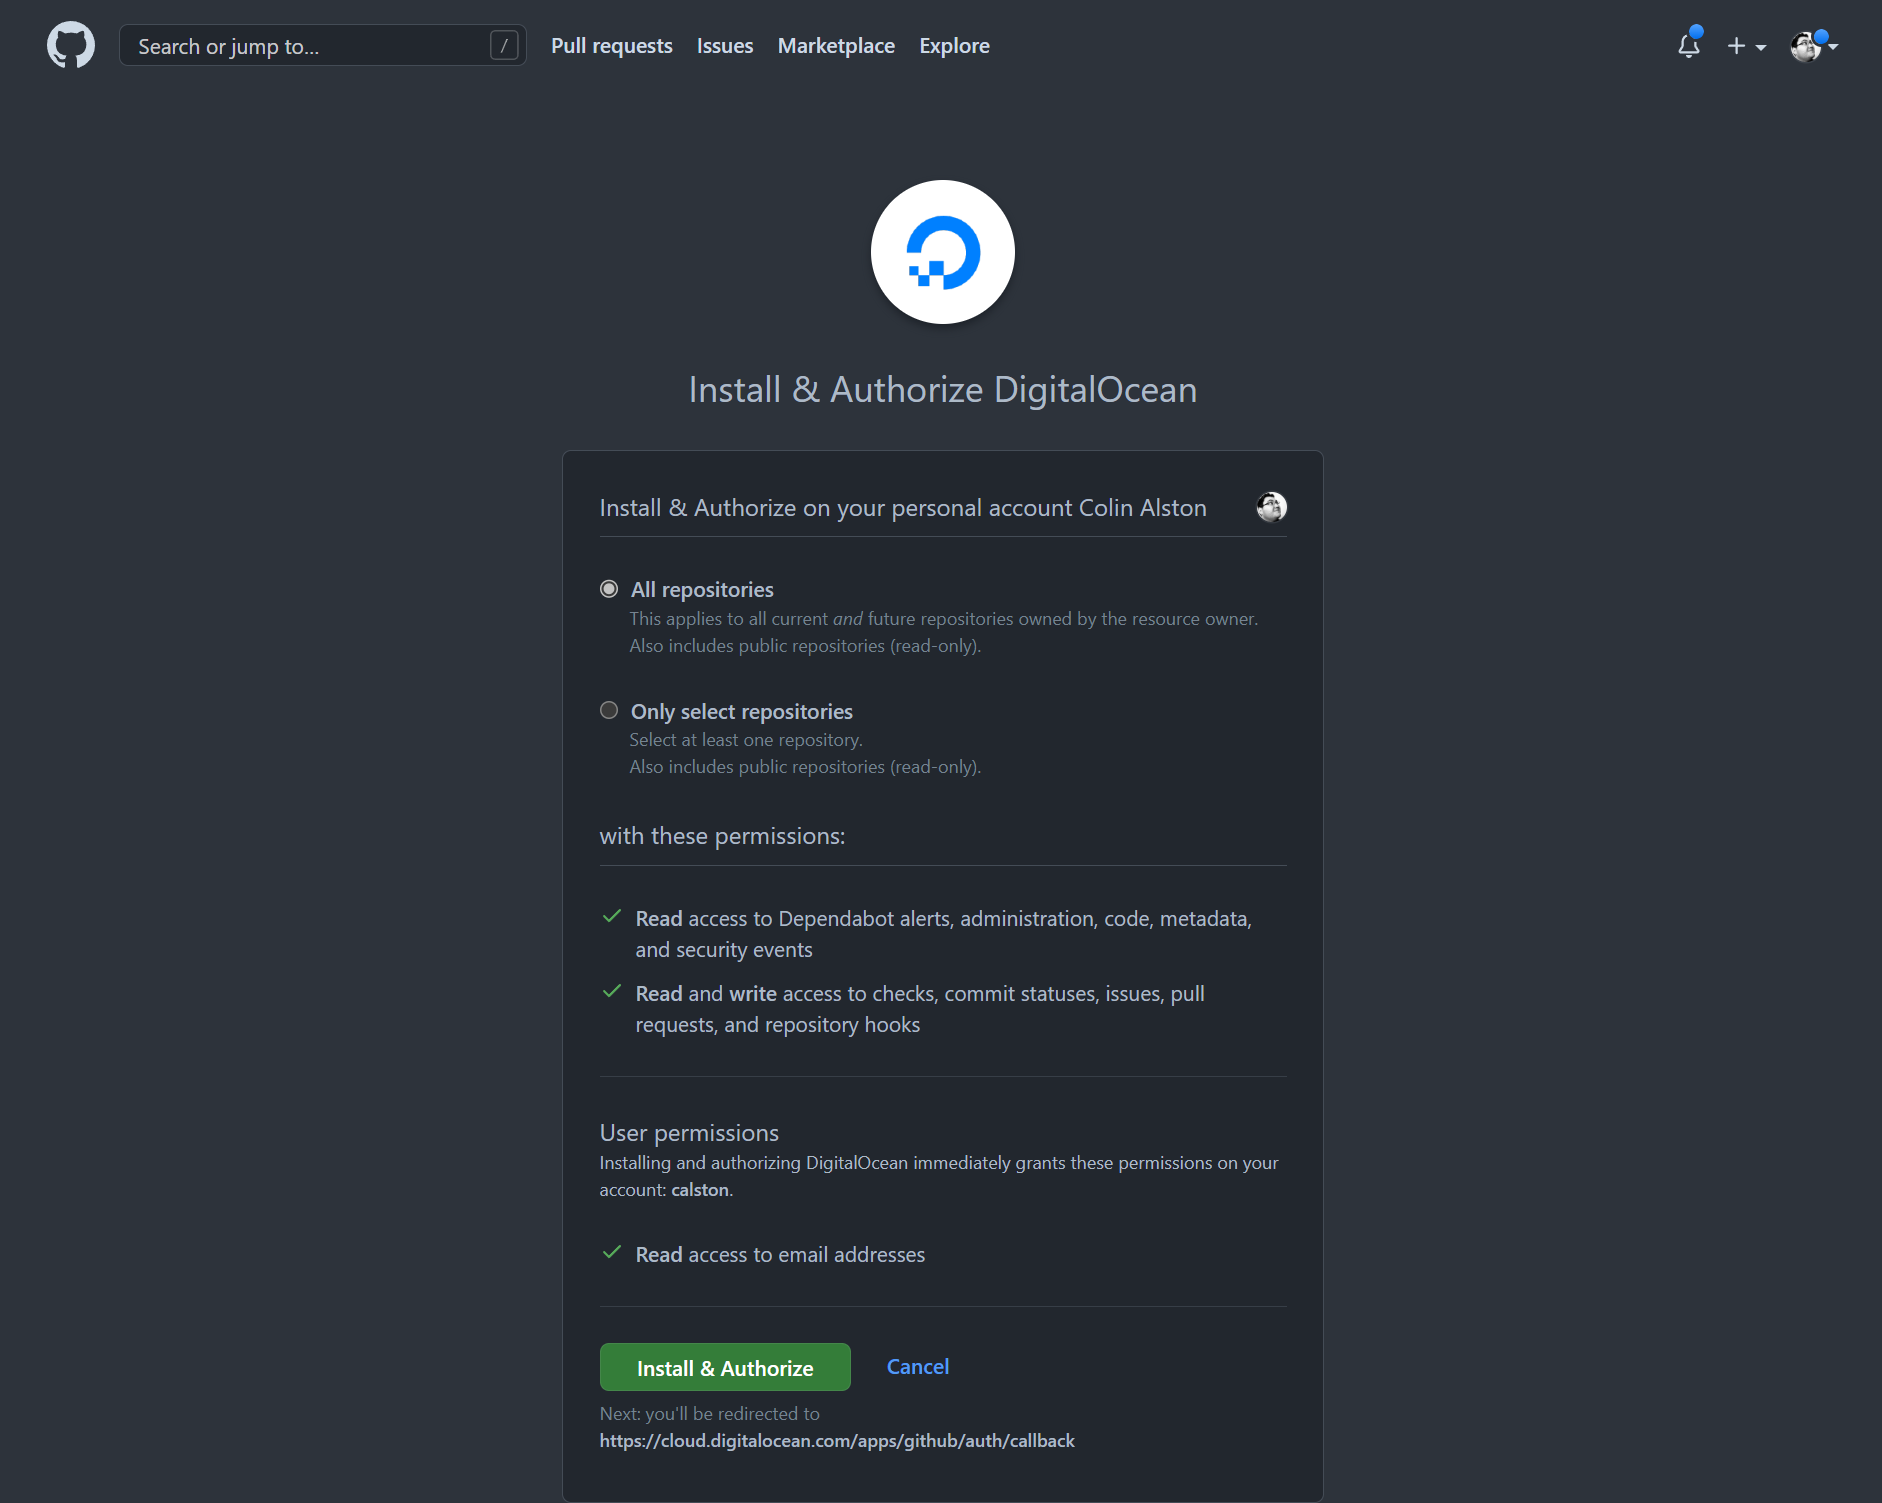 Search or jump to...
/
Pull requests
Issues
Marketplace
Explore
Install & Authorize DigitalOcean
Install & Authorize on your personal account Colin Alston
All repositories
This applies to all current and future repositories owned by the resource owner.
Also includes public repositories (read-only).
Only select repositories
Select at least one repository.
Also includes public repositories (read-only).
with these permissions:
Read access to Dependabot alerts, administration, code, metadata,
and security events
Read and write access to checks, commit statuses, issues, pull
requests, and repository hooks
User permissions
Installing and authorizing DigitalOcean immediately grants these permissions on your
account: calston.
Read access to email addresses
Install & Authorize
Cancel
Next: you'll be redirected to
https://cloud.digitalocean.com/apps/github/auth/callback